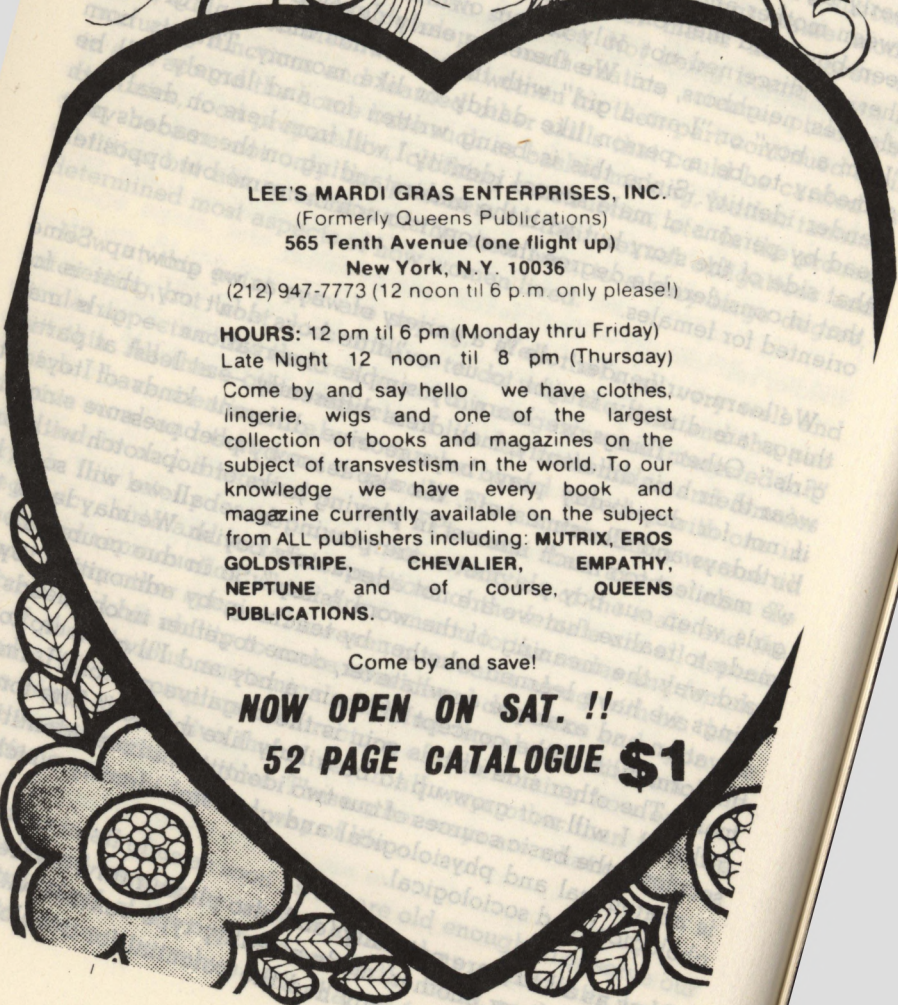 LEE'S MARDI GRAS ENTERPRISES, INC.
(Formerly Queens Publications)
565 Tenth Avenue (one flight up)
New York, N.Y. 10036
(212) 947-7773 (12 noon til 6 p.m. only please!)
HOURS: 12 pm til 6 pm (Monday thru Friday)
Late Night 12 noon til 8 pm (Thursday)
Come by and say hello we have clothes,
lingerie, wigs and one of the largest
collection of books and magazines on the
subject of transvestism in the world. To our
knowledge we have every book and
magazine currently available on the subject
from ALL publishers including: MUTRIX, EROS
GOLDSTRIPE, CHEVALIER, EMPATHY,
NEPTUNE and of course, QUEENS
PUBLICATIONS.
Come by and save!
NOW OPEN ON SAT. !!
52 PAGE CATALOGUE $1